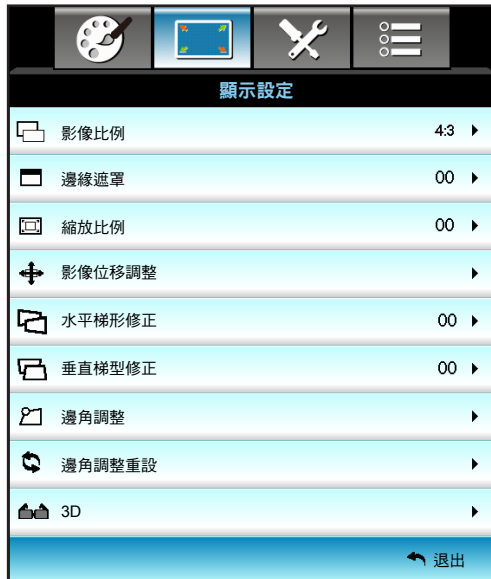 顯示設定
影像比例 4:3
邊緣遮罩 00
縮放比例 00
影像位移調整
水平梯形修正 00
垂直梯型修正 00
邊角調整
邊角調整重設
3D
退出